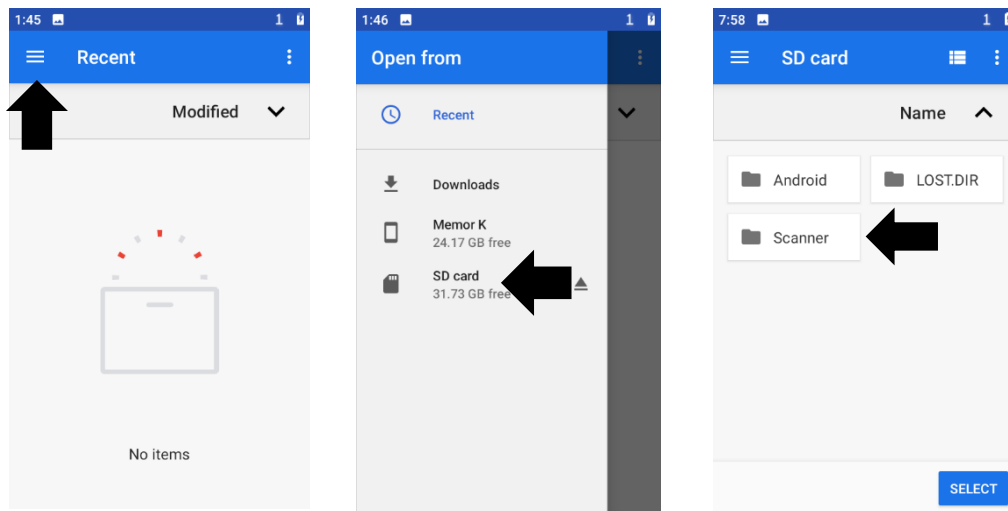 1:45 1
Recent
Modified
No items
1:46 1
Open from
Recent
Downloads
Memor K
24.17 GB free
SD card
31.73 GB free
7:58 1
SD card
Name
Android
LOST.DIR
Scanner
SELECT